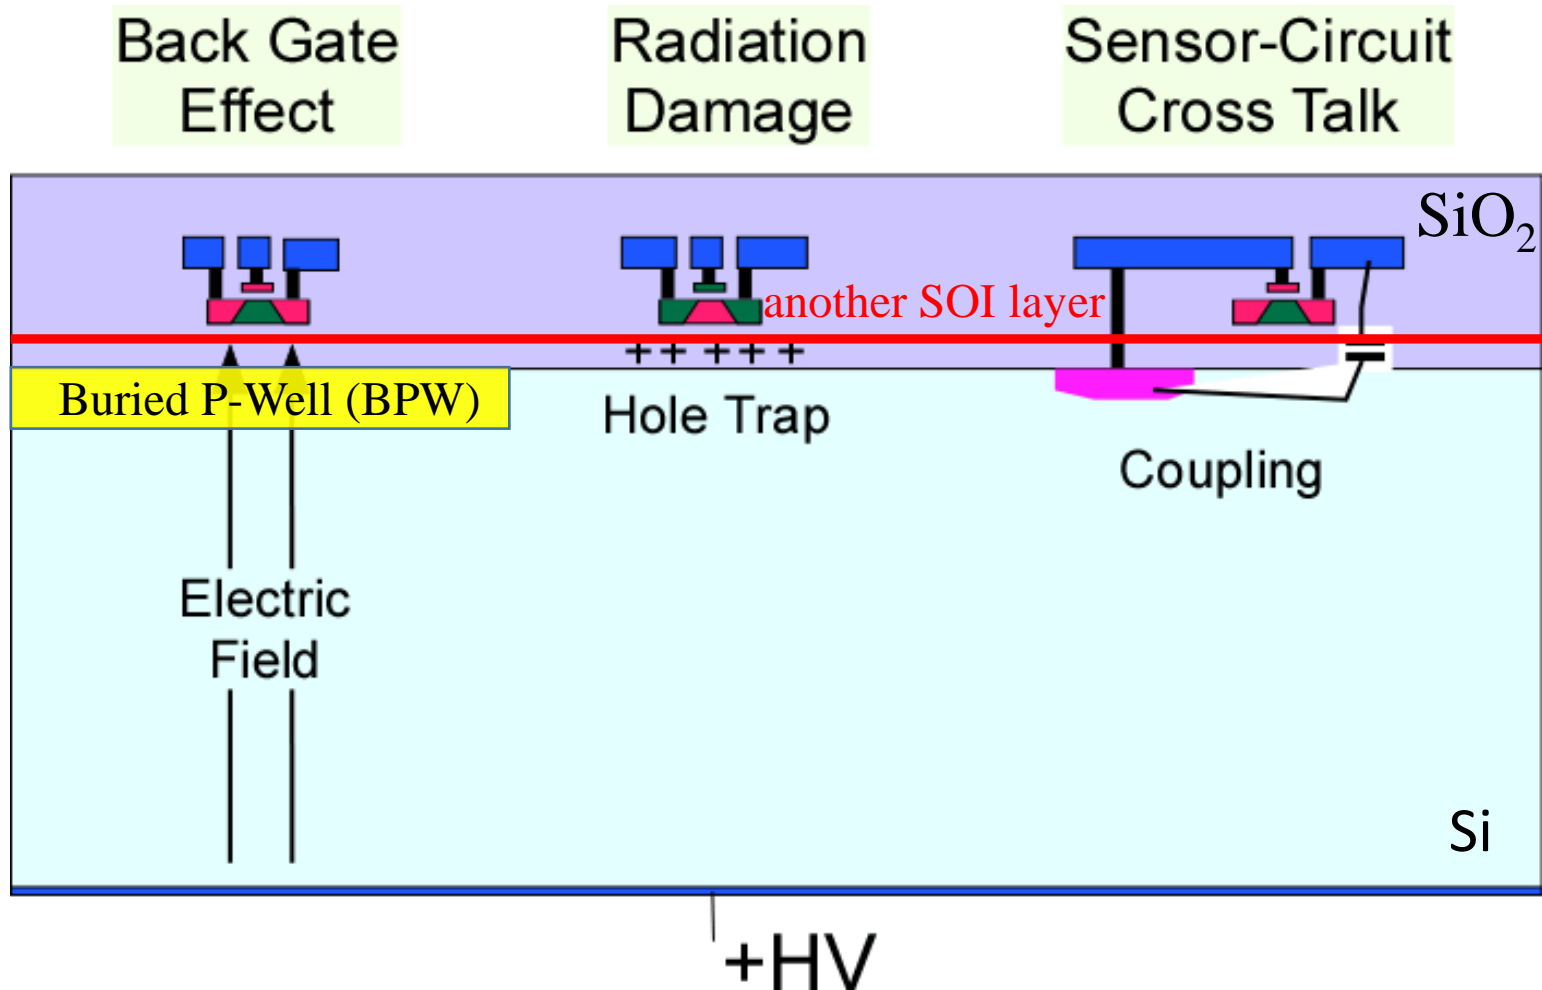 Back Gate
Effect
Radiation
Damage
Sensor-Circuit
Cross Talk
SiO₂
another SOI layer
+ + + + +
Buried P-Well (BPW)
Hole Trap
Coupling
Electric
Field
Si
+HV